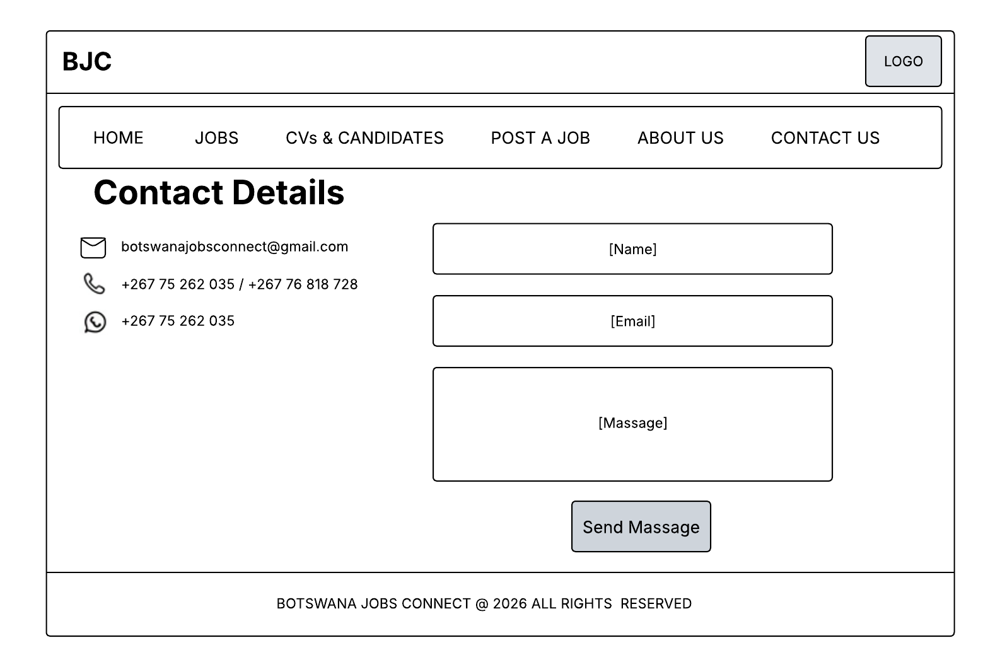 BJC
LOGO
HOME JOBS CVs & CANDIDATES POST A JOB ABOUT US CONTACT US
Contact Details
botswanajobsconnect@gmail.com
+267 75 262 035 / +267 76 818 728
+267 75 262 035
[Name]
[Email]
[Massage]
Send Massage
BOTSWANA JOBS CONNECT @ 2026 ALL RIGHTS  RESERVED